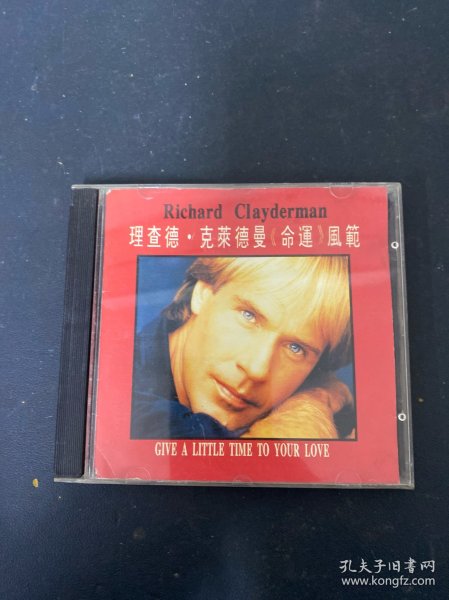 Richard Clayderman
理查德·克萊德曼《命運》風範
GIVE A LITTLE TIME TO YOUR LOVE
孔夫子旧书网
www.kongfz.com